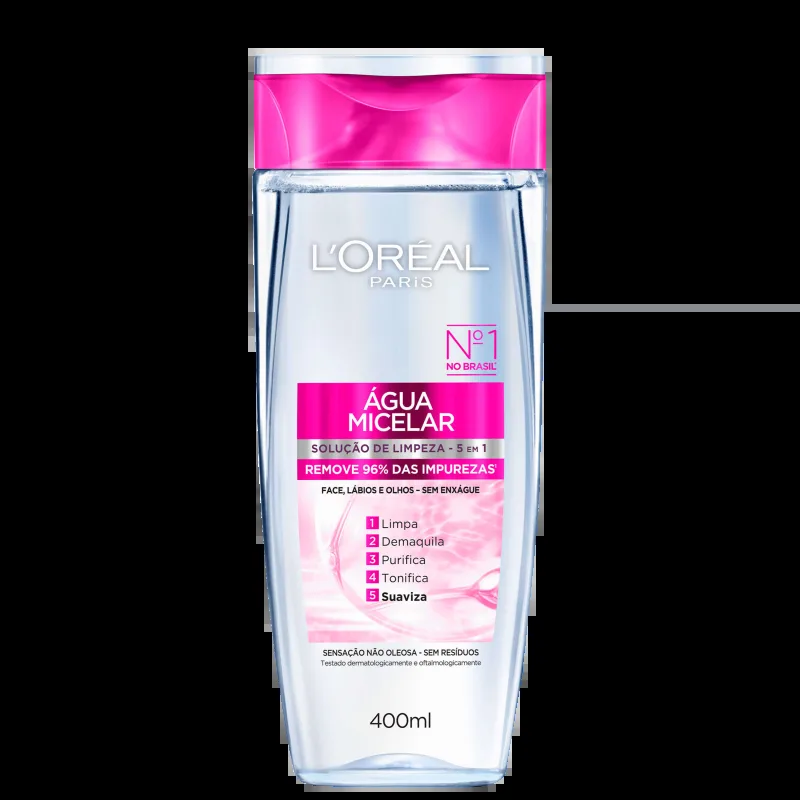 L'ORÉAL
PARIS
Nº1
NO BRASIL*
ÁGUA
MICELAR
SOLUÇÃO DE LIMPEZA - 5 EM 1
REMOVE 96% DAS IMPUREZAS¹
FACE, LÁBIOS E OLHOS - SEM ENXÁGUE
1 Limpa
2 Demaquila
3 Purifica
4 Tonifica
5 Suaviza
SENSAÇÃO NÃO OLEOSA - SEM RESÍDUOS
Testado dermatologicamente e oftalmologicamente
400ml